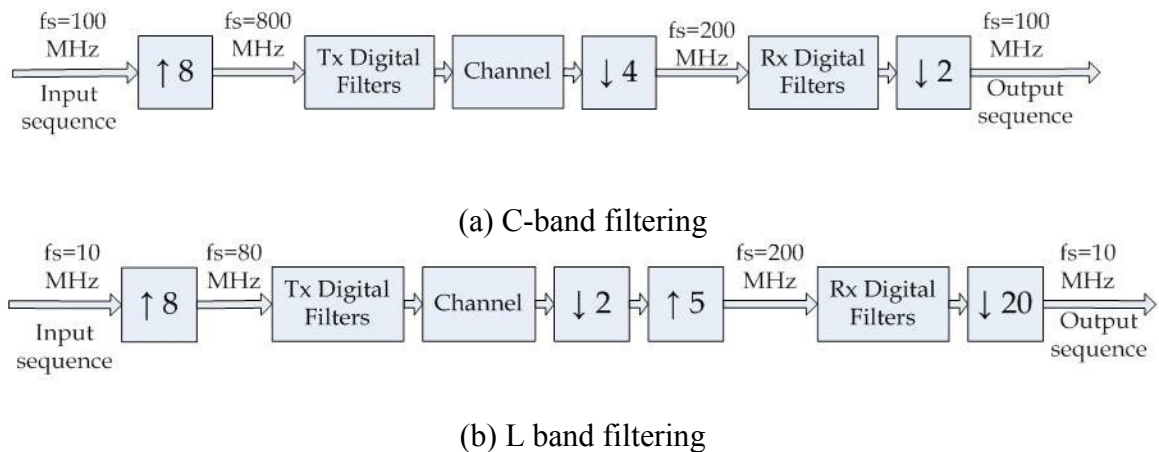 fs=100
MHz
Input
sequence
↑ 8
fs=800
MHz
Tx Digital
Filters
Channel
↓ 4
fs=200
MHz
Rx Digital
Filters
↓ 2
fs=100
MHz
Output
sequence
(a) C-band filtering
fs=10
MHz
Input
sequence
↑ 8
fs=80
MHz
Tx Digital
Filters
Channel
↓ 2
↑ 5
fs=200
MHz
Rx Digital
Filters
↓ 20
fs=10
MHz
Output
sequence
(b) L band filtering